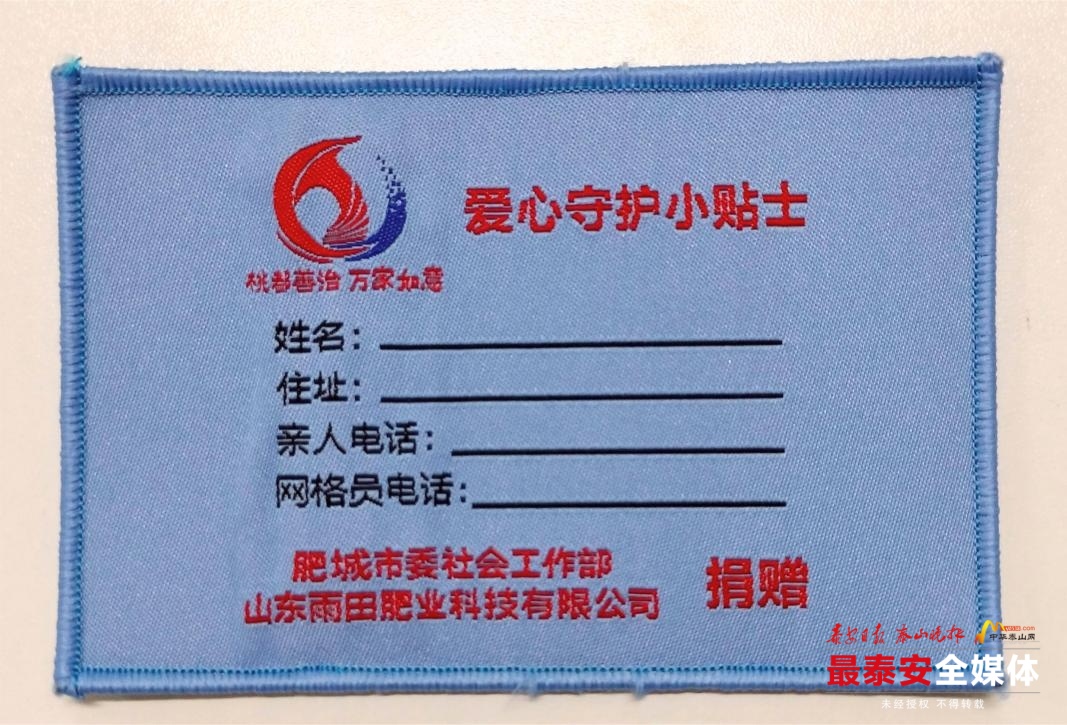 爱心守护小贴士
桃都善治 万家如意
姓名：
住址：
亲人电话：
网格员电话：
肥城市委社会工作部
山东雨田肥业科技有限公司
捐赠
泰安日报 泰山晚报
中华泰山网
最泰安全媒体
未经授权 不得转载